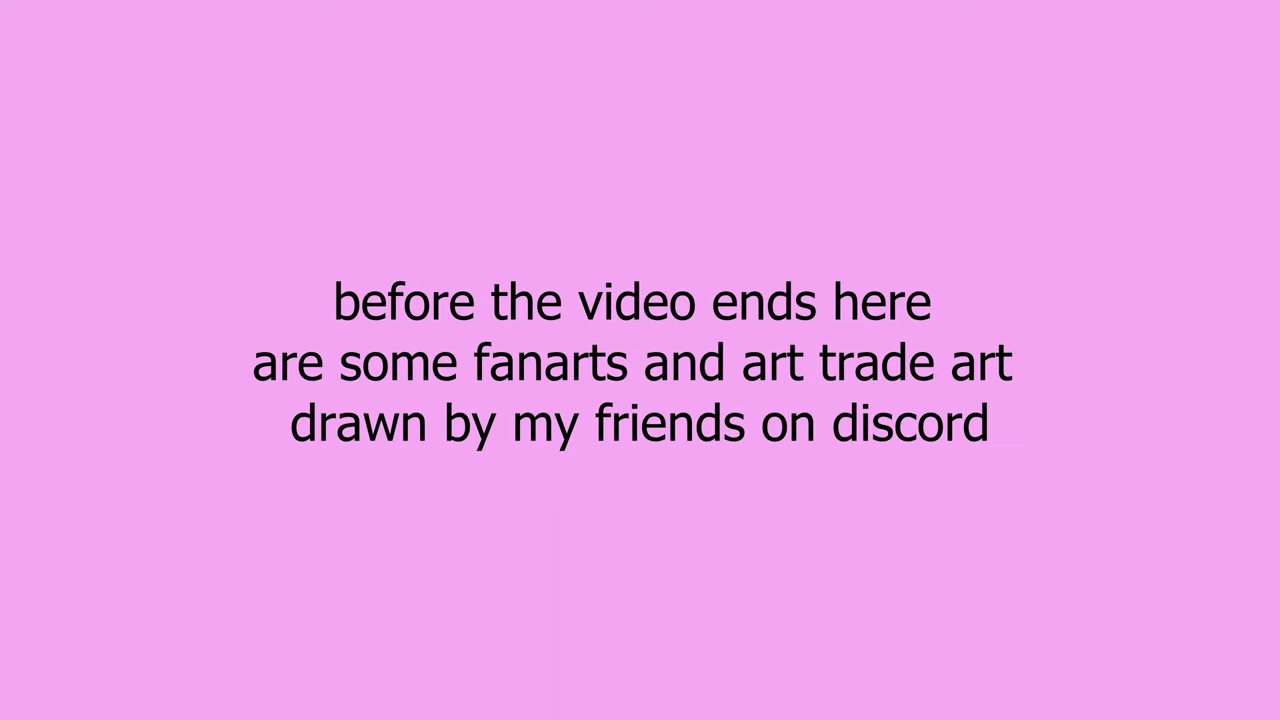 before the video ends here
are some fanarts and art trade art
drawn by my friends on discord